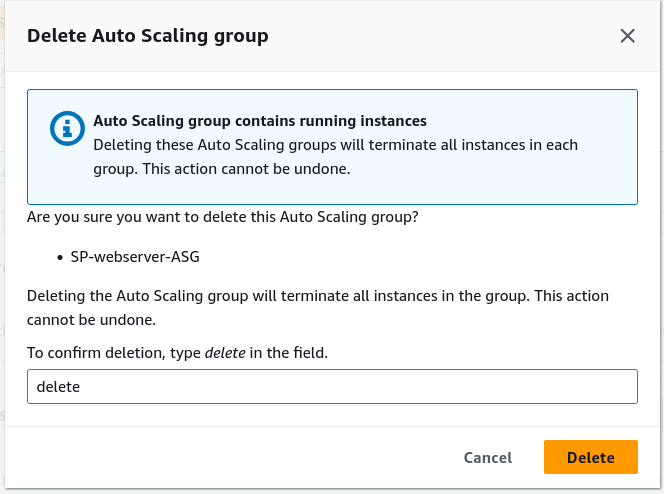 Delete Auto Scaling group
Auto Scaling group contains running instances
Deleting these Auto Scaling groups will terminate all instances in each
group. This action cannot be undone.
Are you sure you want to delete this Auto Scaling group?
• SP-webserver-ASG
Deleting the Auto Scaling group will terminate all instances in the group. This action
cannot be undone.
To confirm deletion, type delete in the field.
delete
Cancel
Delete